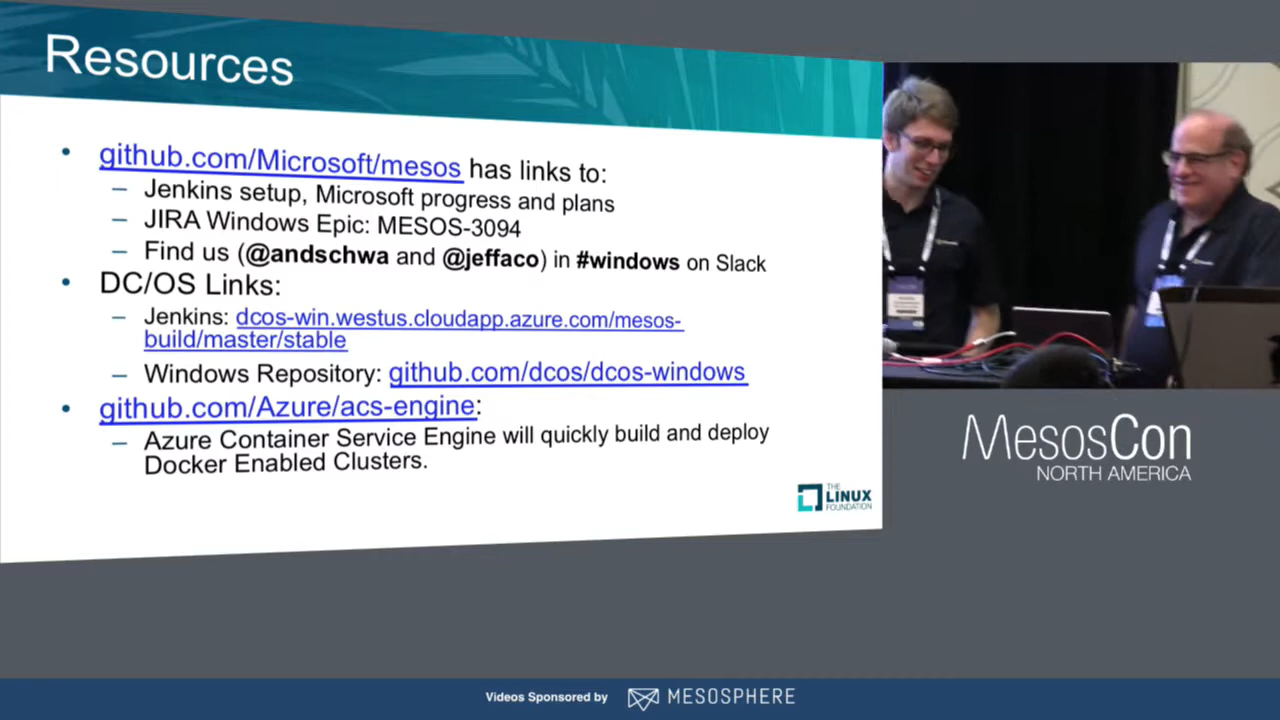 Resources
• github.com/Microsoft/mesos has links to:
– Jenkins setup, Microsoft progress and plans
– JIRA Windows Epic: MESOS-3094
– Find us (@andschwa and @jeffaco) in #windows on Slack
• DC/OS Links:
– Jenkins: dcos-win.westus.cloudapp.azure.com/mesos-
build/master/stable
– Windows Repository: github.com/dcos/dcos-windows
• github.com/Azure/acs-engine:
– Azure Container Service Engine will quickly build and deploy
Docker Enabled Clusters.
THE
LINUX
FOUNDATION
MesosCon
NORTH AMERICA
Videos Sponsored by MESOSPHERE